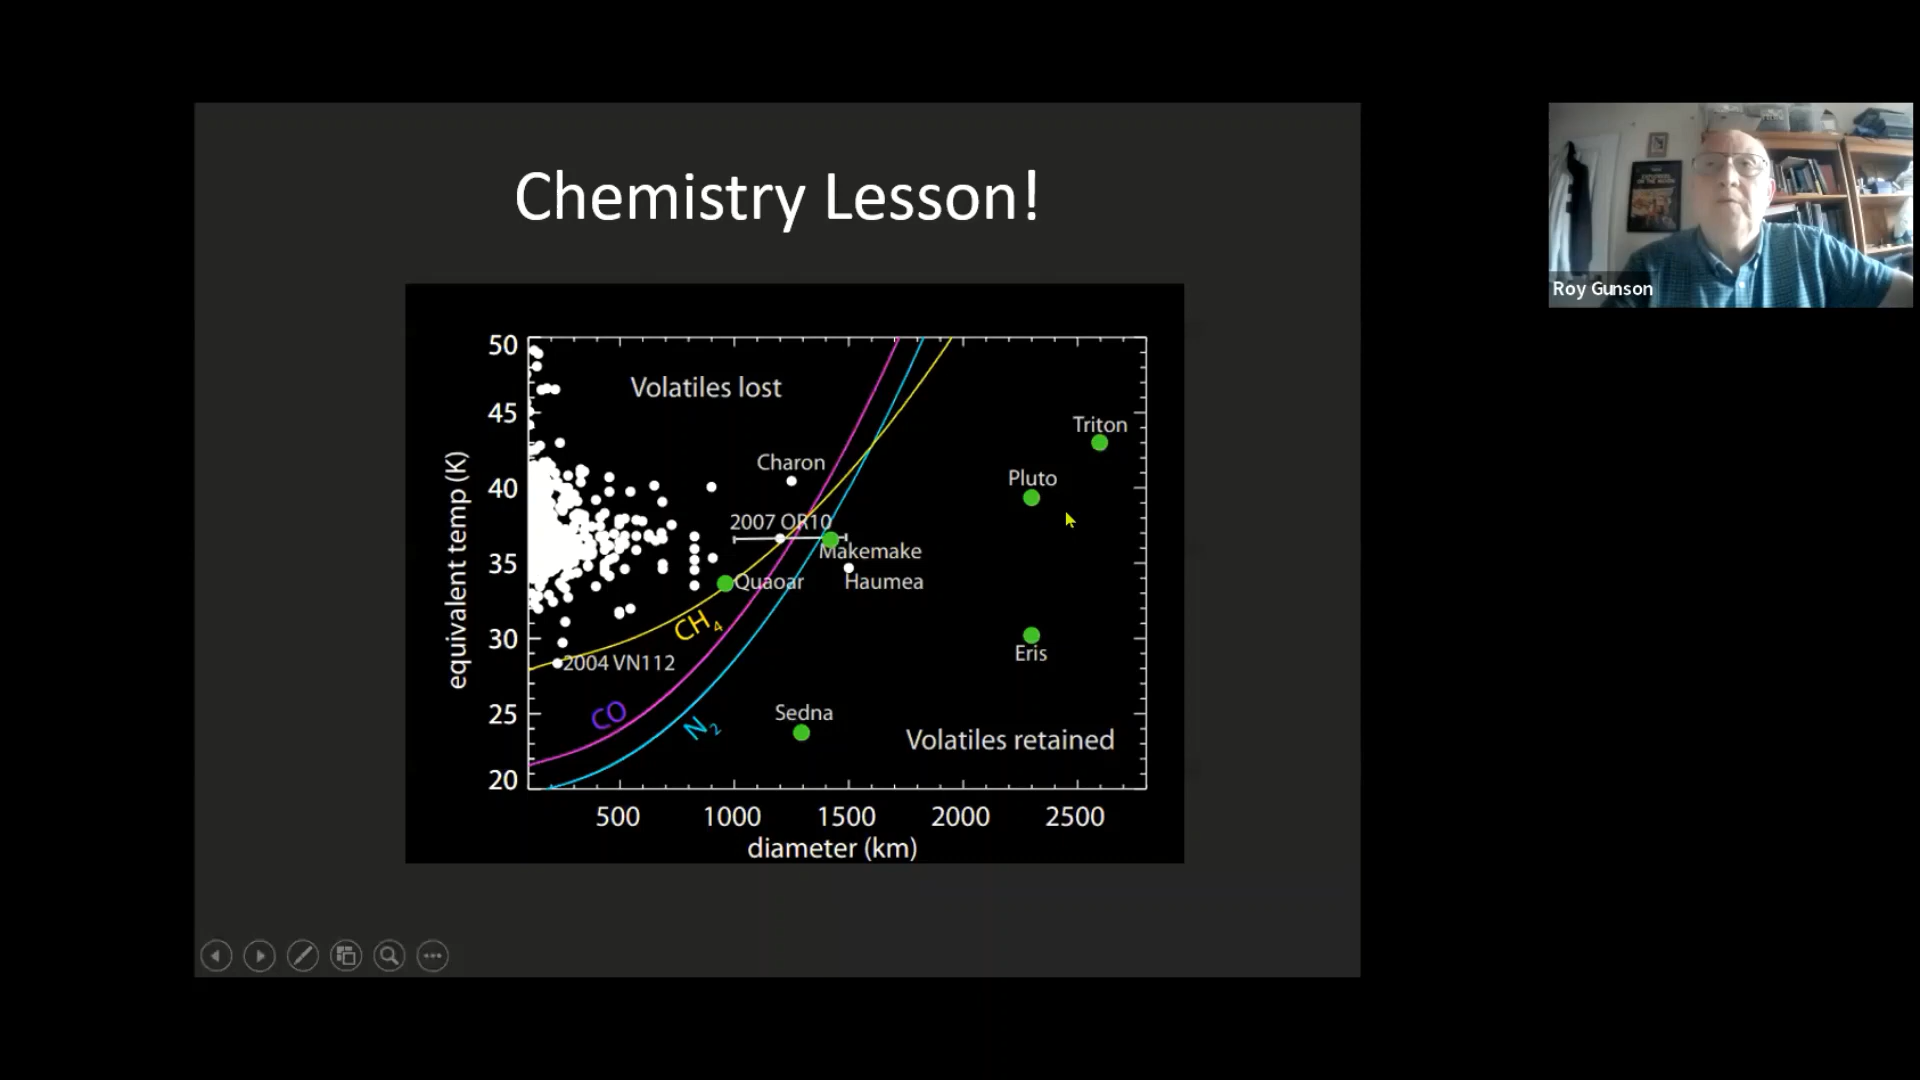 Chemistry Lesson!
50
45
40
35
30
25
20
equivalent temp (K)
Volatiles lost
Triton
Charon
Pluto
2007 OR10
Makemake
Quaoar
Haumea
CH4
Eris
2004 VN112
CO
N2
Sedna
Volatiles retained
500 1000 1500 2000 2500
diameter (km)
Roy Gunson